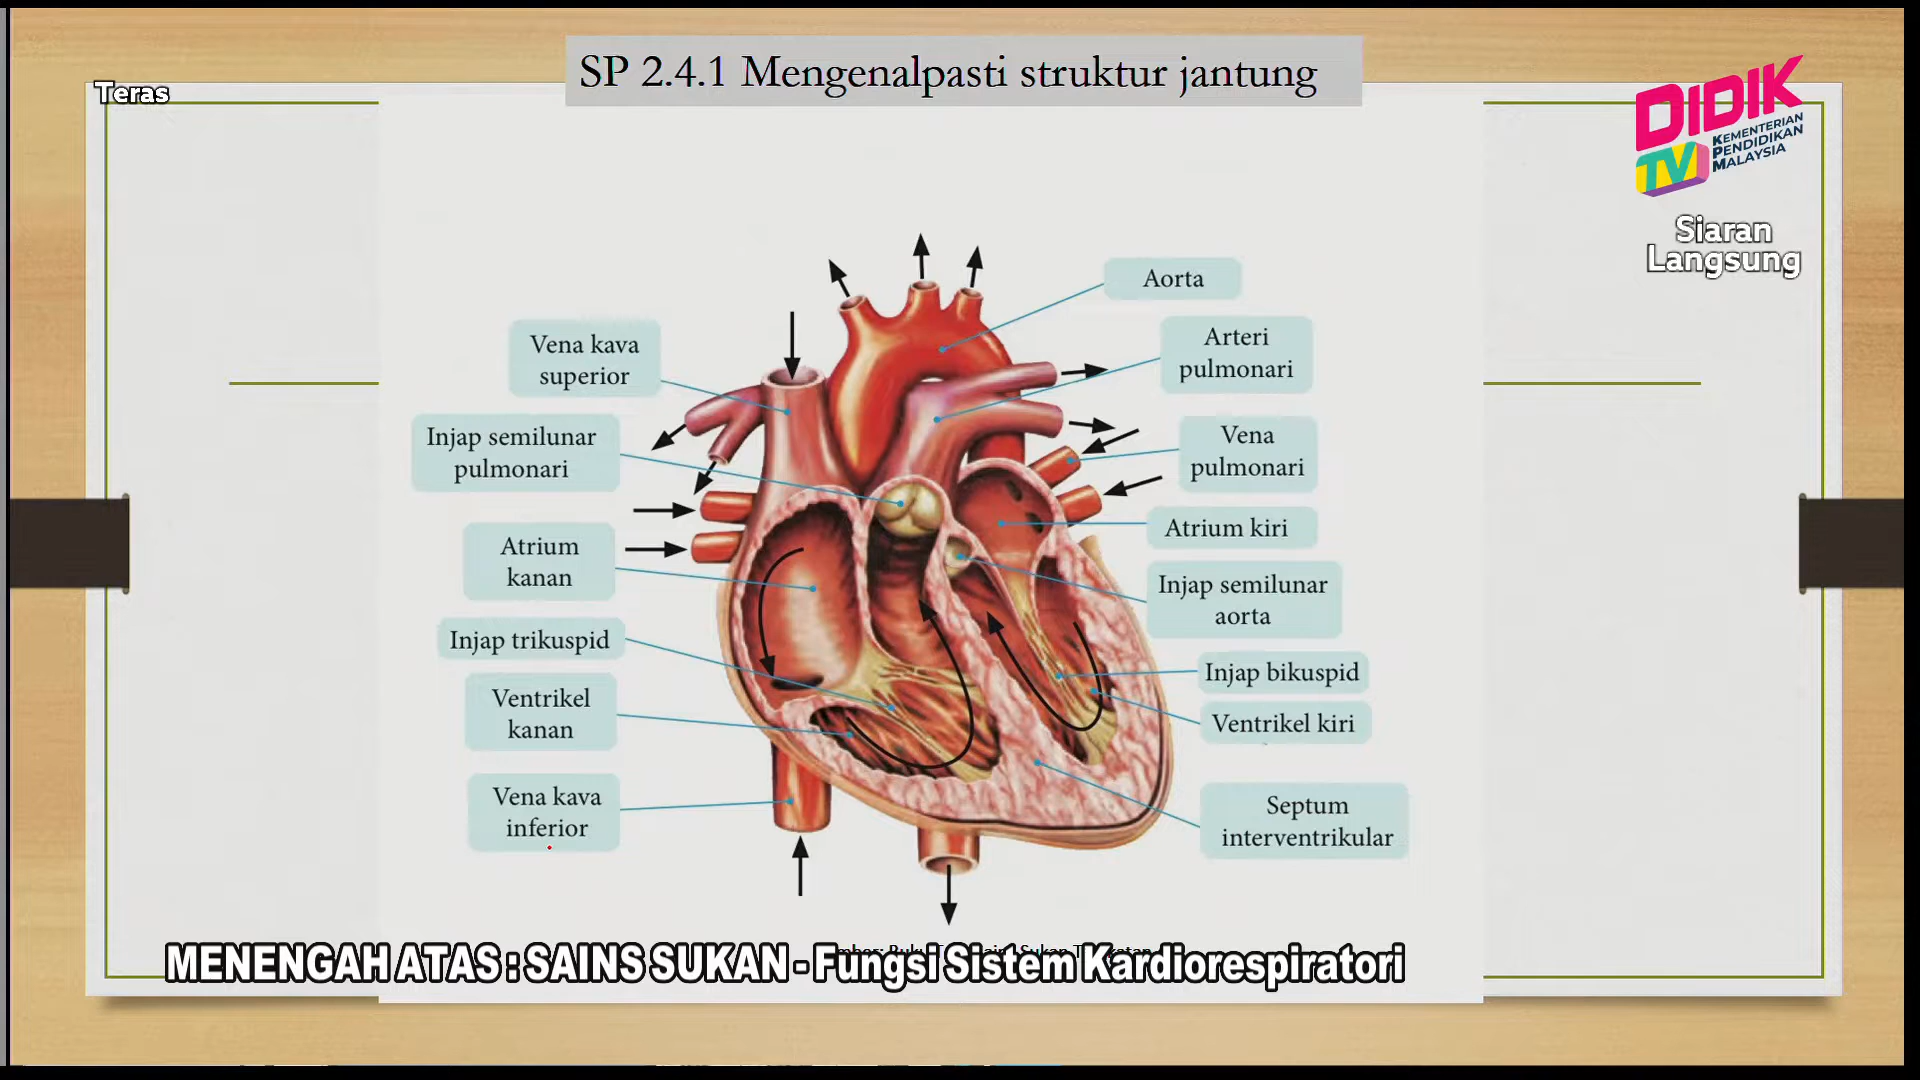 SP 2.4.1 Mengenalpasti struktur jantung
Teras
DIDIK
TV
KEMENTERIAN
PENDIDIKAN
MALAYSIA
Siaran
Langsung
Vena kava
superior
Injap semilunar
pulmonari
Atrium
kanan
Injap trikuspid
Ventrikel
kanan
Vena kava
inferior
Aorta
Arteri
pulmonari
Vena
pulmonari
Atrium kiri
Injap semilunar
aorta
Injap bikuspid
Ventrikel kiri
Septum
interventrikular
MENENGAH ATAS : SAINS SUKAN - Fungsi Sistem Kardiorespiratori